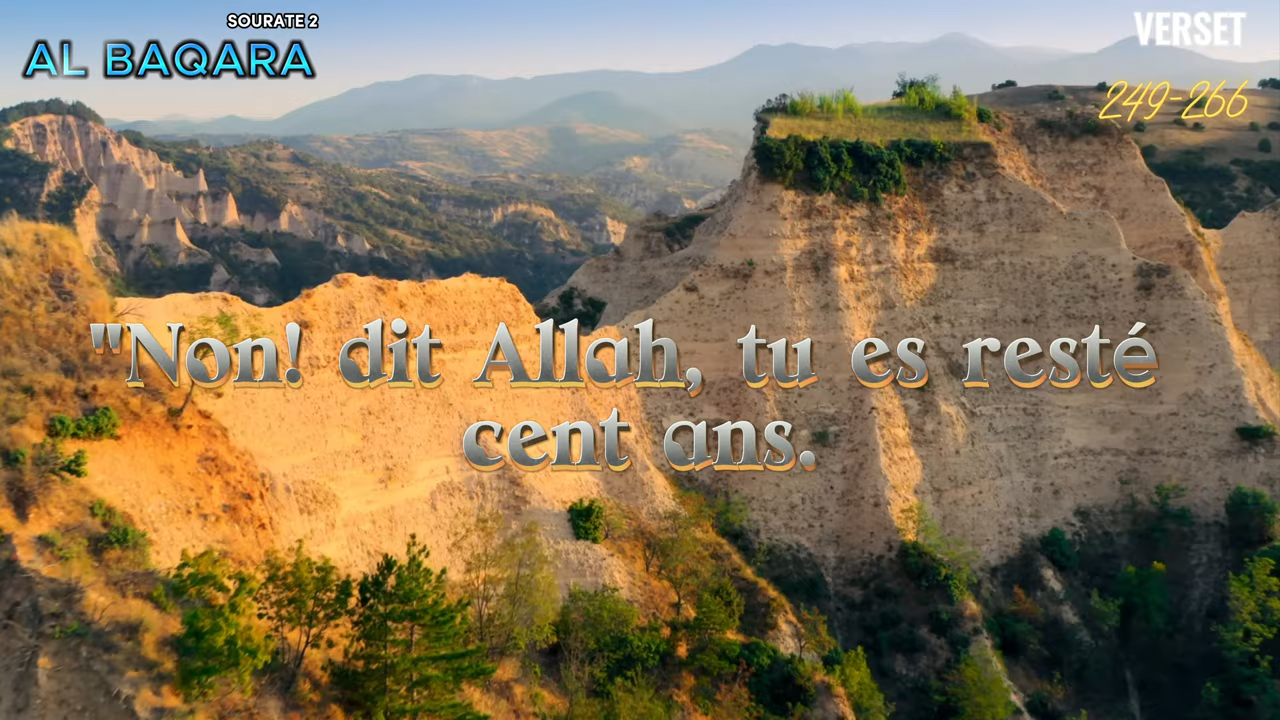 SOURATE 2
AL BAQARA
VERSET
249-266
"Non! dit Allah, tu es resté
cent ans.